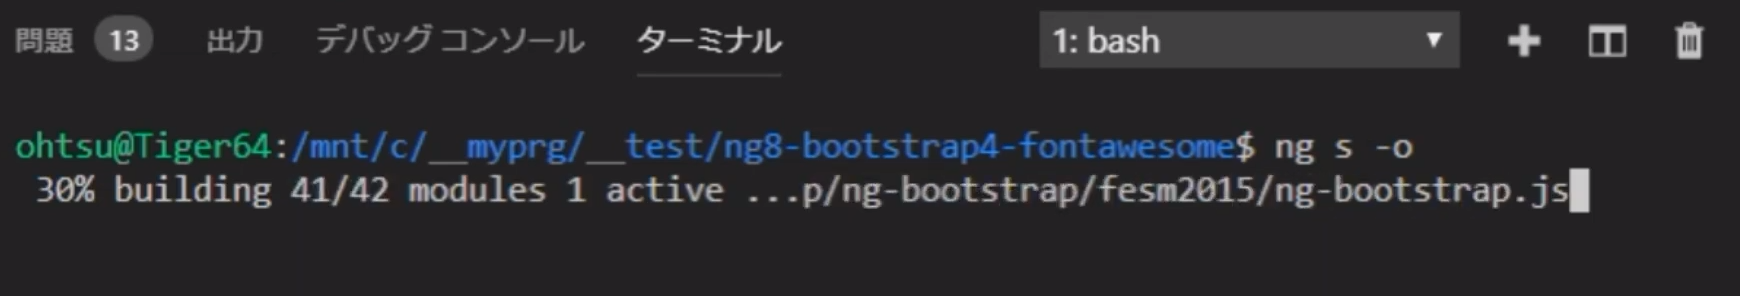 問題 13 出力 デバッグ コンソール ターミナル 1: bash
ohtsu@Tiger64:/mnt/c/__myprg/__test/ng8-bootstrap4-fontawesome$ ng s -o
30% building 41/42 modules 1 active ...p/ng-bootstrap/fesm2015/ng-bootstrap.js